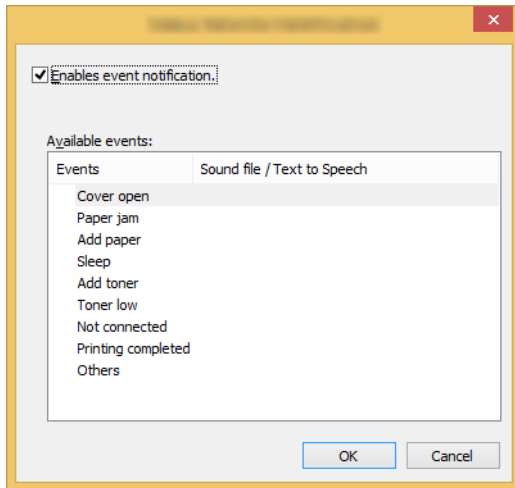 Enables event notification.
Available events:
Events Sound file / Text to Speech
Cover open
Paper jam
Add paper
Sleep
Add toner
Toner low
Not connected
Printing completed
Others
OK Cancel